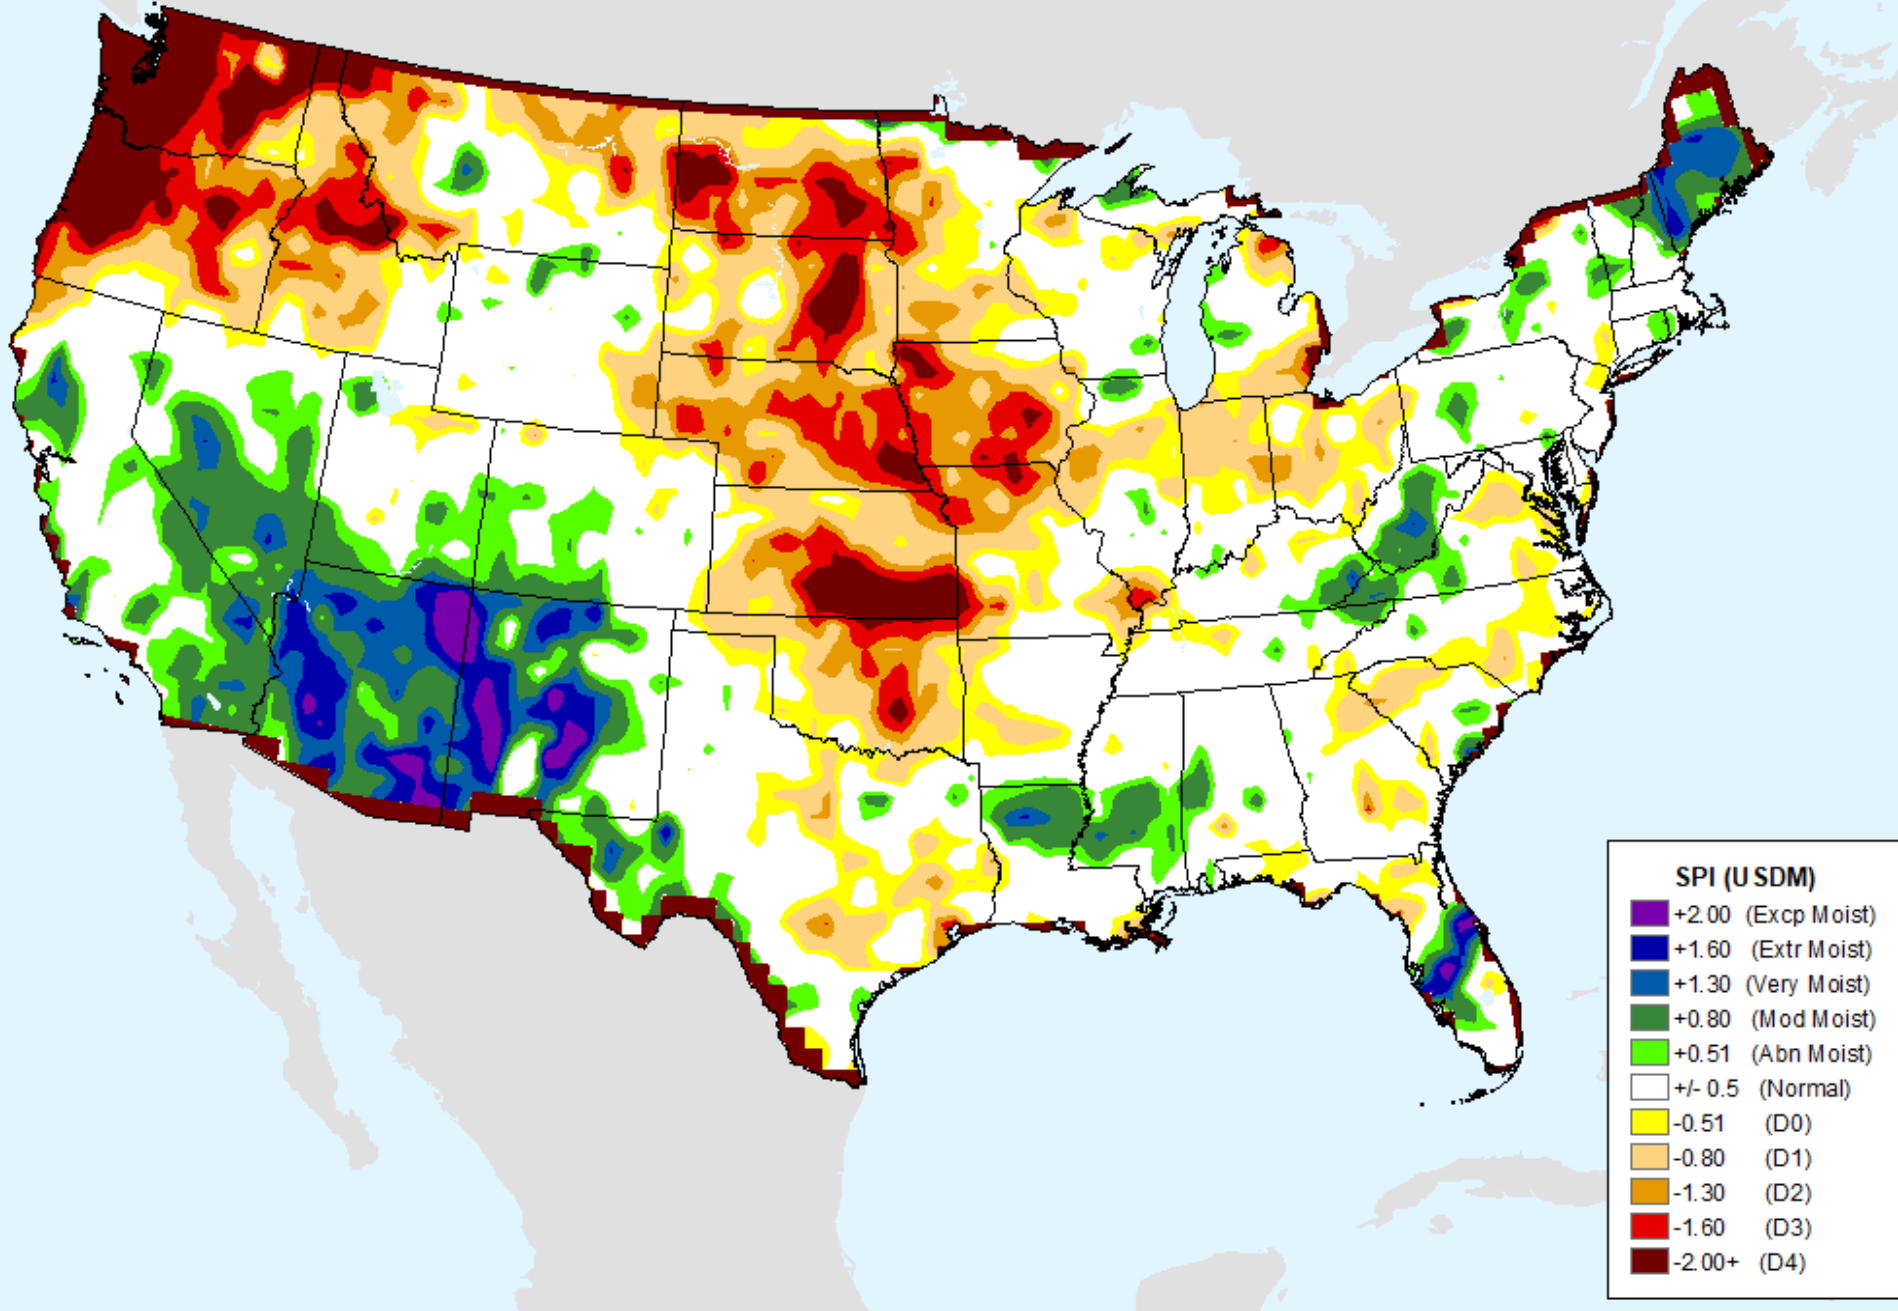 SPI (USDM)
+2.00 (Excp Moist)
+1.60 (Extr Moist)
+1.30 (Very Moist)
+0.80 (Mod Moist)
+0.51 (Abn Moist)
+/- 0.5 (Normal)
-0.51 (D0)
-0.80 (D1)
-1.30 (D2)
-1.60 (D3)
-2.00+ (D4)